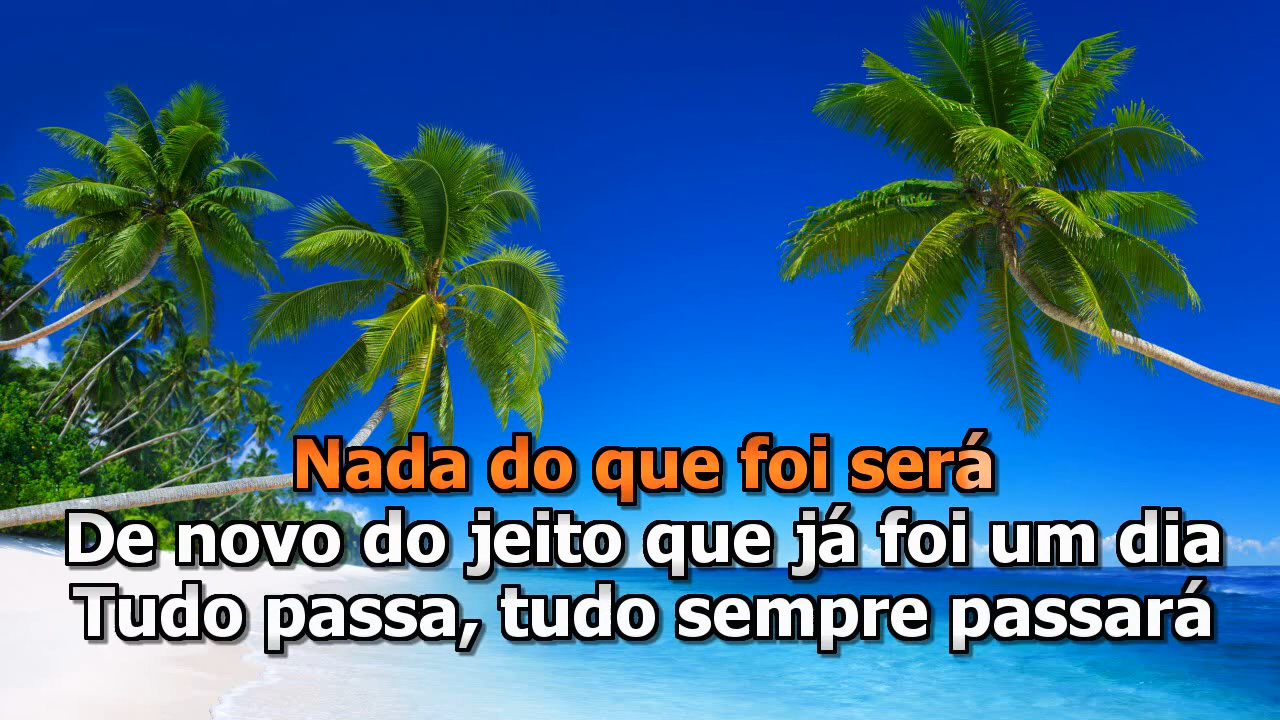 Nada do que foi será
De novo do jeito que já foi um dia
Tudo passa, tudo sempre passará